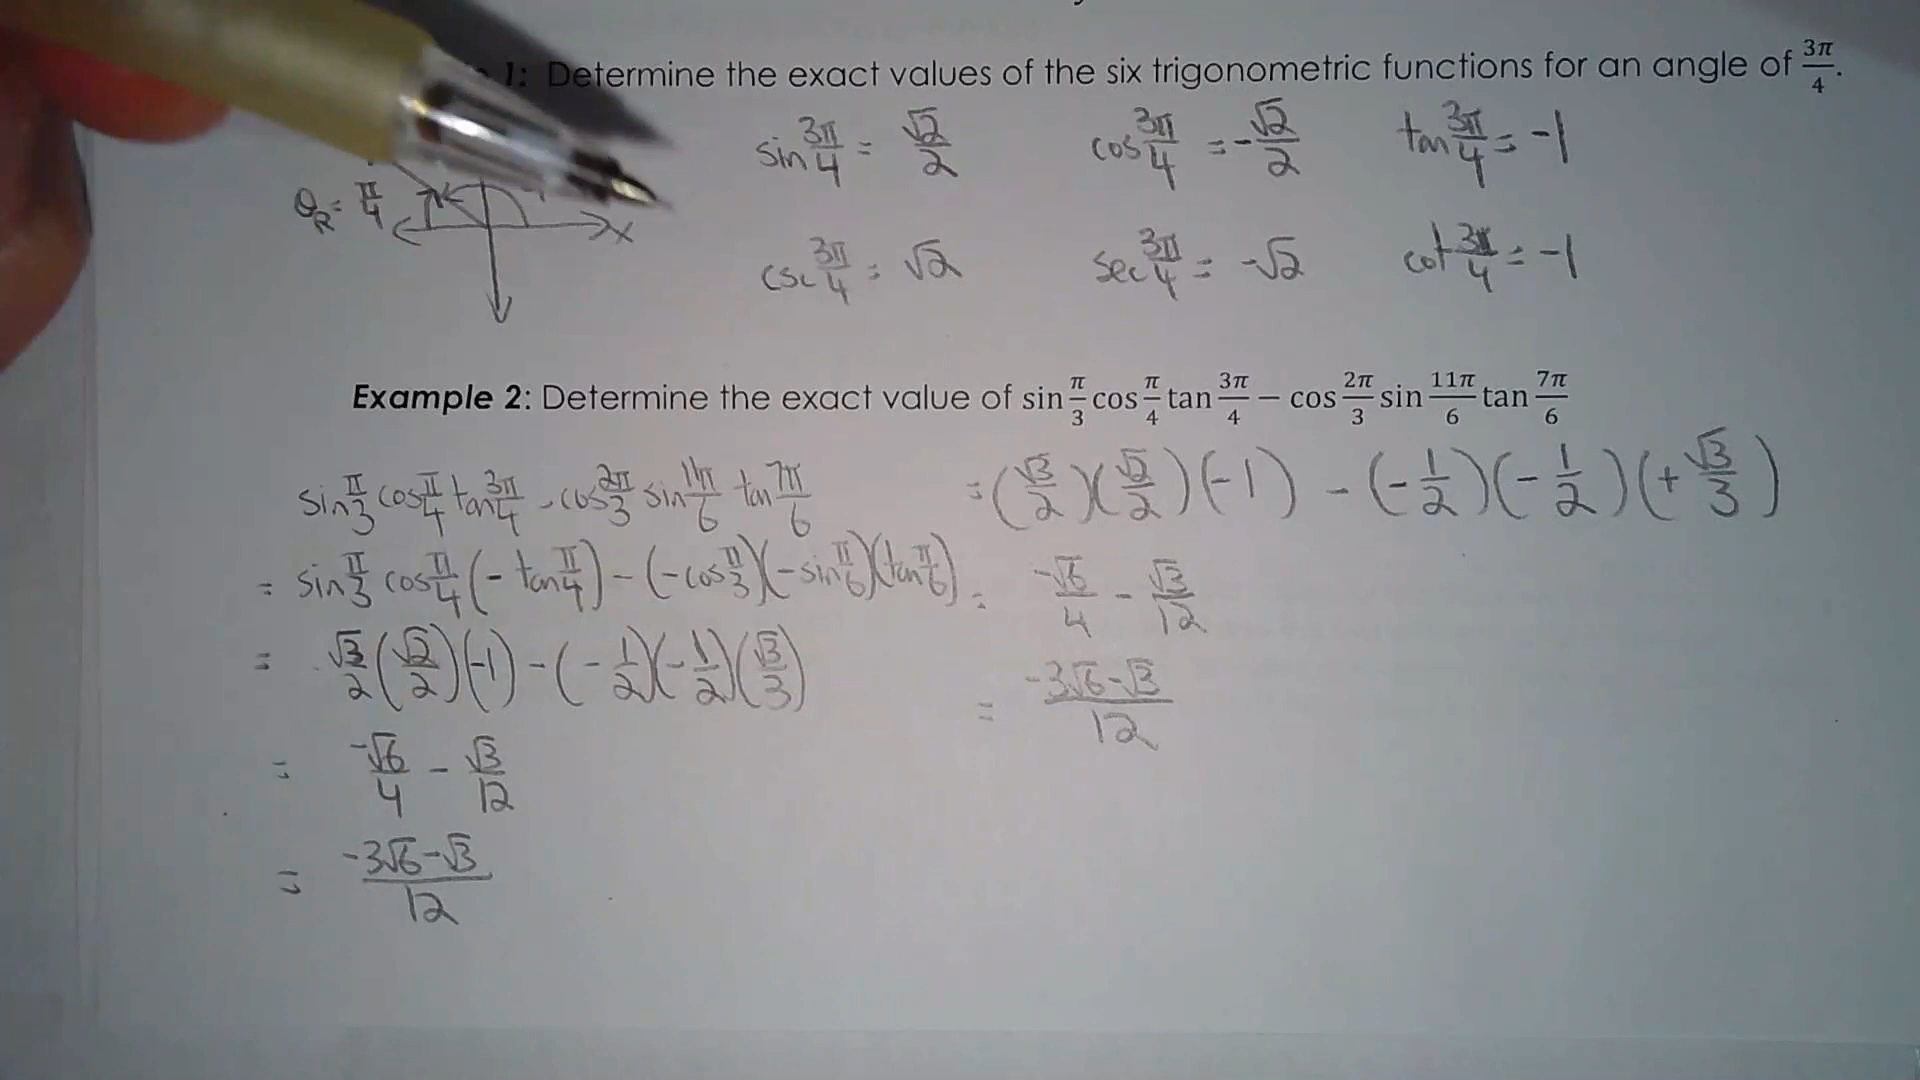 1: Determine the exact values of the six trigonometric functions for an angle of 3π/4.
sin 3π/4 = √2/2 cos 3π/4 = -√2/2 tan 3π/4 = -1
θR = π/4 x
csc 3π/4 = √2 sec 3π/4 = -√2 cot 3π/4 = -1
Example 2: Determine the exact value of sin π/3 cos π/4 tan 3π/4 − cos 2π/3 sin 11π/6 tan 7π/6
sin π/3 cos π/4 tan 3π/4 - cos 2π/3 sin 11π/6 tan 7π/6
= sin π/3 cos π/4 (- tan π/4) - (-cos π/3)(-sin π/6)(tan π/6)
= √3/2 (√2/2)(-1) - (-1/2)(-1/2)(√3/3)
= -√6/4 - √3/12
= -3√6-√3/12
= (√3/2)(√2/2)(-1) - (-1/2)(-1/2)(+√3/3)
= -√6/4 - √3/12
= -3√6-√3/12